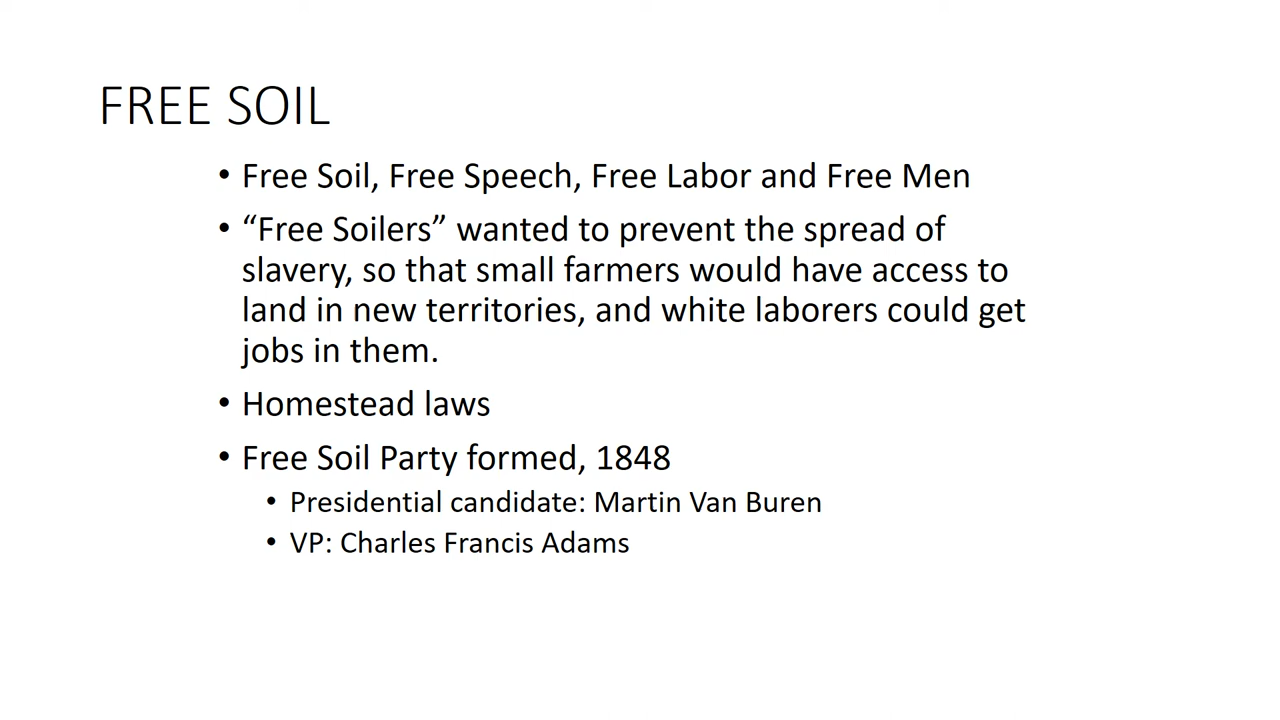 FREE SOIL
• Free Soil, Free Speech, Free Labor and Free Men
• “Free Soilers” wanted to prevent the spread of
slavery, so that small farmers would have access to
land in new territories, and white laborers could get
jobs in them.
• Homestead laws
• Free Soil Party formed, 1848
• Presidential candidate: Martin Van Buren
• VP: Charles Francis Adams